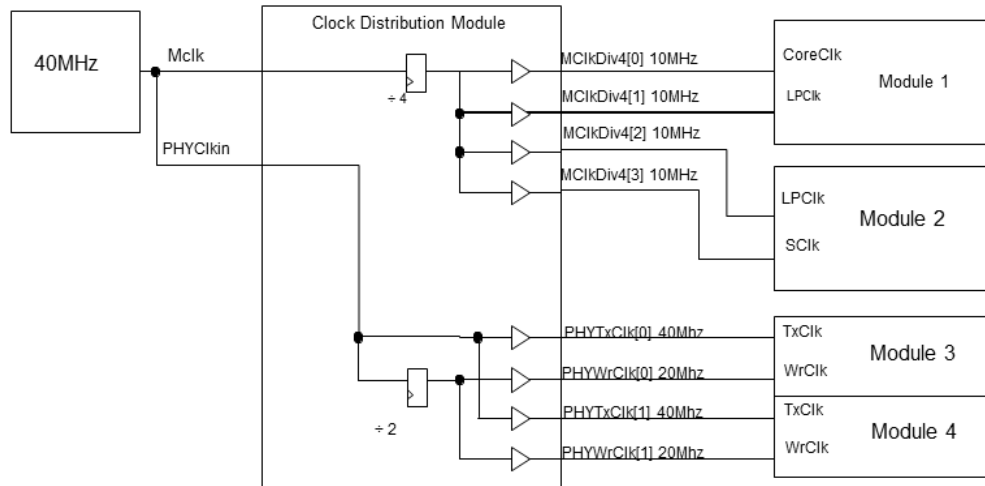 Clock Distribution Module
40MHz
Mclk
PHYClkin
÷ 4
MClkDiv4[0] 10MHz
MClkDiv4[1] 10MHz
MClkDiv4[2] 10MHz
MClkDiv4[3] 10MHz
CoreClk
LPClk
Module 1
LPClk
SClk
Module 2
÷ 2
PHYTxClk[0] 40Mhz
PHYWrClk[0] 20Mhz
PHYTxClk[1] 40Mhz
PHYWrClk[1] 20Mhz
TxClk
WrClk
Module 3
TxClk
WrClk
Module 4